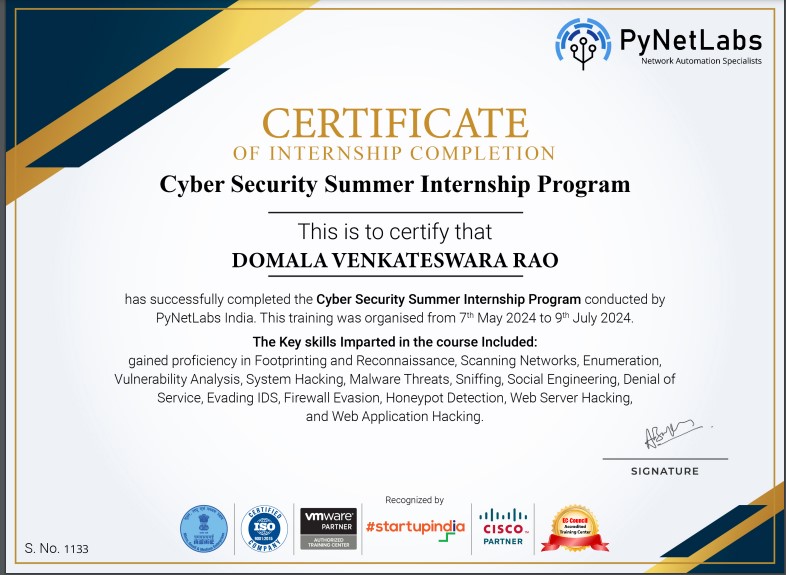 PyNetLabs
Network Automation Specialists
CERTIFICATE
OF INTERNSHIP COMPLETION
Cyber Security Summer Internship Program
This is to certify that
DOMALA VENKATESWARA RAO
has successfully completed the Cyber Security Summer Internship Program conducted by
PyNetLabs India. This training was organised from 7th May 2024 to 9th July 2024.
The Key skills Imparted in the course Included:
gained proficiency in Footprinting and Reconnaissance, Scanning Networks, Enumeration,
Vulnerability Analysis, System Hacking, Malware Threats, Sniffing, Social Engineering, Denial of
Service, Evading IDS, Firewall Evasion, Honeypot Detection, Web Server Hacking,
and Web Application Hacking.
SIGNATURE
Recognized by
CERTIFIED
ISO
9001:2015
COMPANY
vmware
PARTNER
AUTHORIZED
TRAINING CENTER
#startupindia
CISCO
PARTNER
EC Council
Accredited
Training Center
S. No. 1133